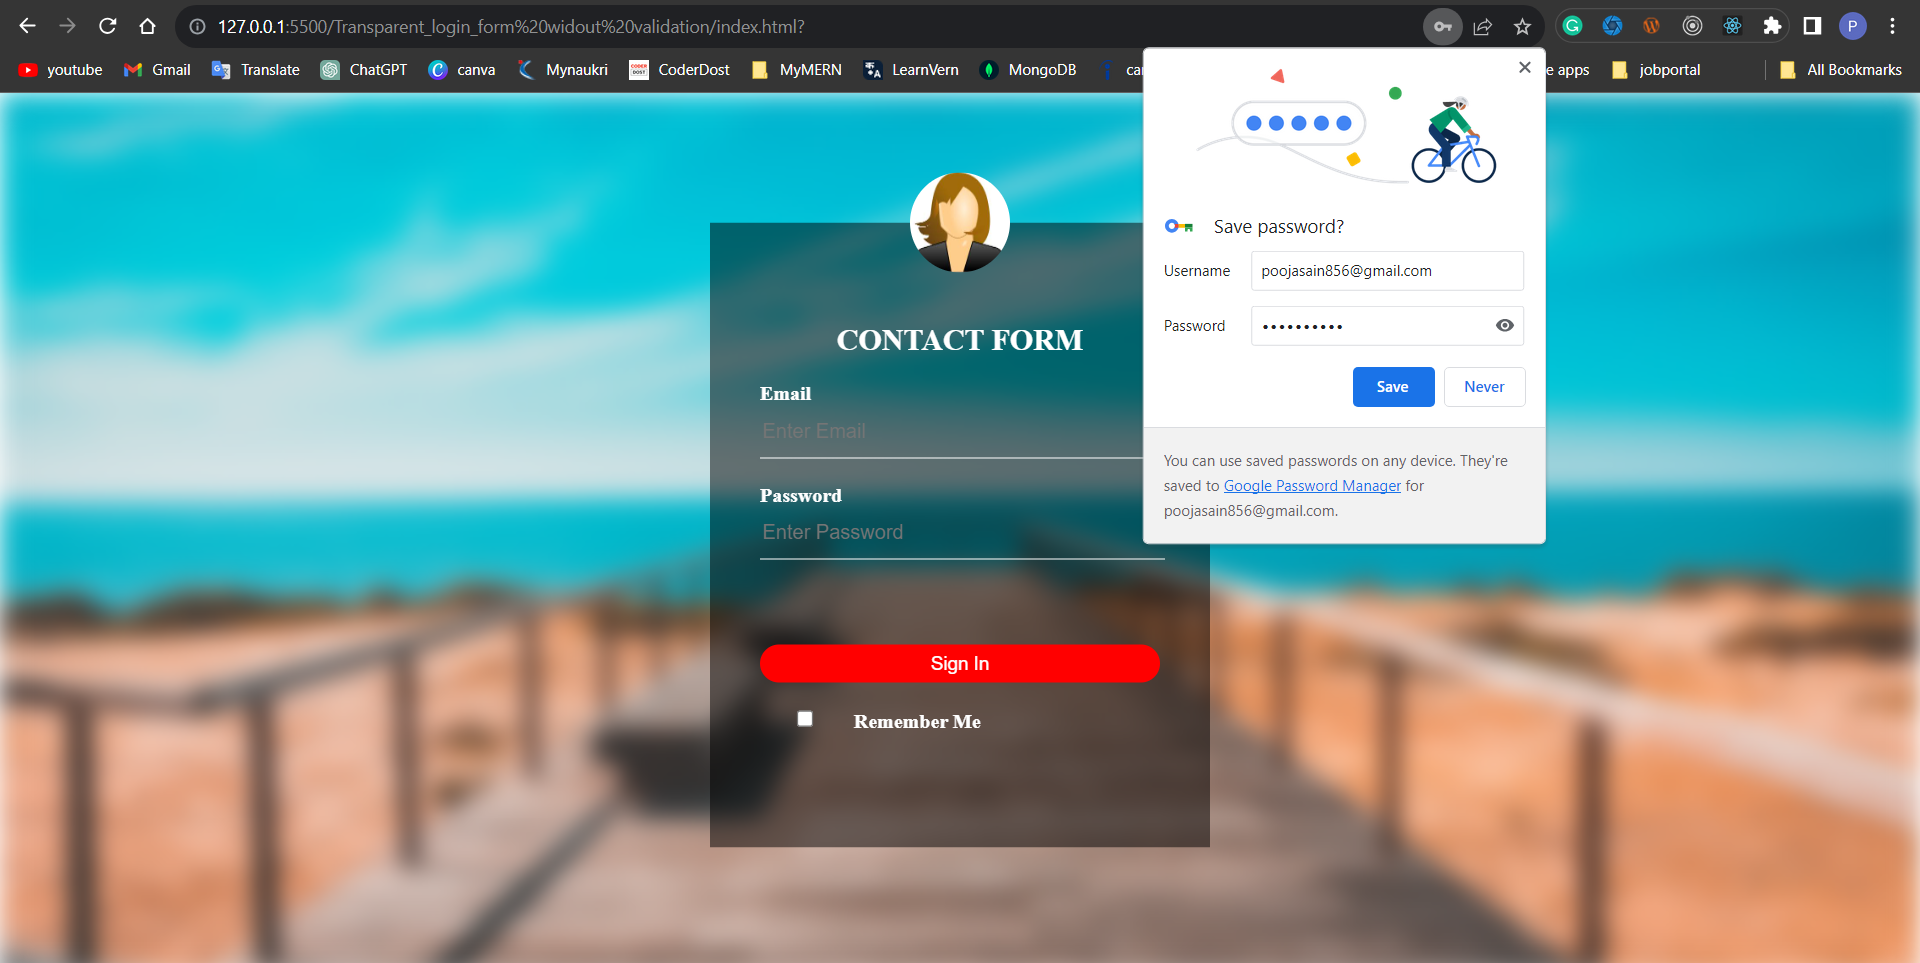 127.0.0.1:5500/Transparent_login_form%20widout%20validation/index.html?
P
youtube Gmail Translate ChatGPT canva Mynaukri CODER DOST CoderDost MyMERN LearnVern MongoDB apps jobportal All Bookmarks
Save password?
Username poojasain856@gmail.com
Password ••••••••••
Save Never
You can use saved passwords on any device. They're
saved to Google Password Manager for
poojasain856@gmail.com.
CONTACT FORM
Email
Enter Email
Password
Enter Password
Sign In
Remember Me